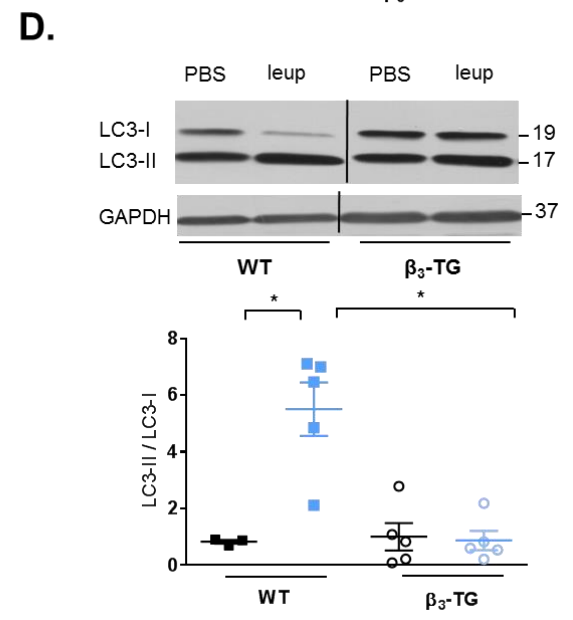 D.
PBS leup PBS leup
LC3-I
19
LC3-II
17
GAPDH
37
WT β3-TG
* *
LC3-II / LC3-I
8
6
4
2
0
WT β3-TG